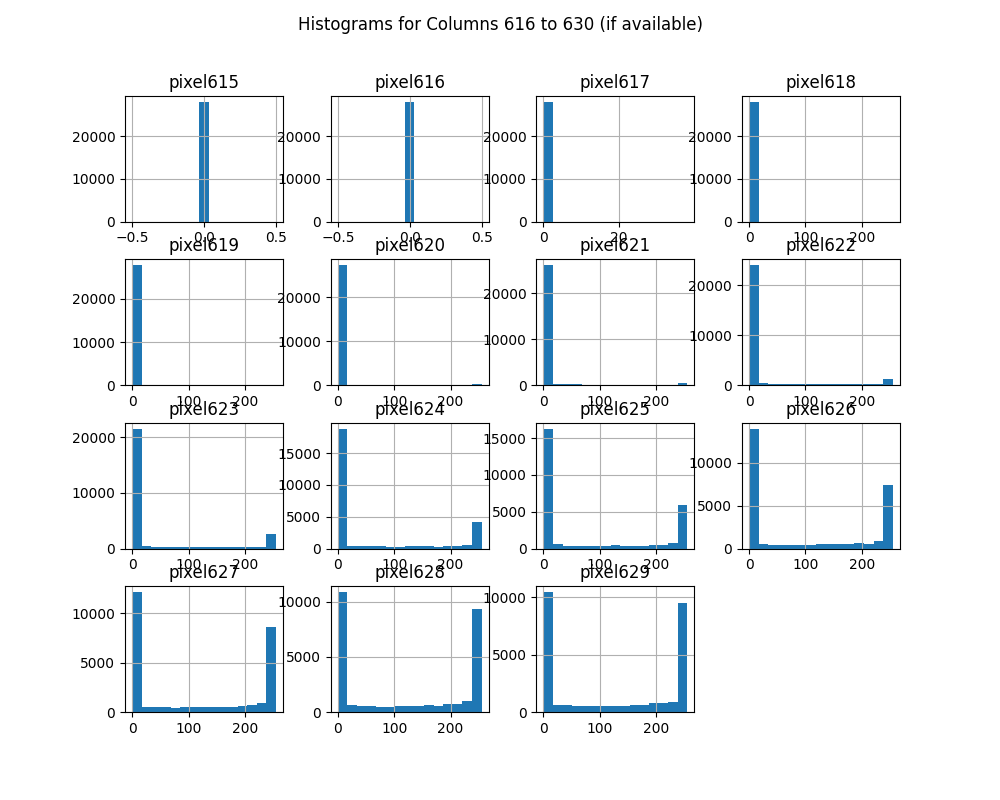 Histograms for Columns 616 to 630 (if available)
pixel615 pixel616 pixel617 pixel618
20000 20000 20000 20000
10000 10000 10000 10000
0 0 0 0
−0.5 0.0 0.5 −0.5 0.0 0.5 0 20 0 100 200
pixel619 pixel620 pixel621 pixel622
20000 20000 20000 20000
10000 10000 10000 10000
0 0 0 0
0 100 200 0 100 200 0 100 200 0 100 200
pixel623 pixel624 pixel625 pixel626
20000 15000 15000 10000
10000 10000 10000 5000
5000 5000
0 0 0 0
0 100 200 0 100 200 0 100 200 0 100 200
pixel627 pixel628 pixel629
10000 10000 10000
5000 5000 5000
0 0 0
0 100 200 0 100 200 0 100 200